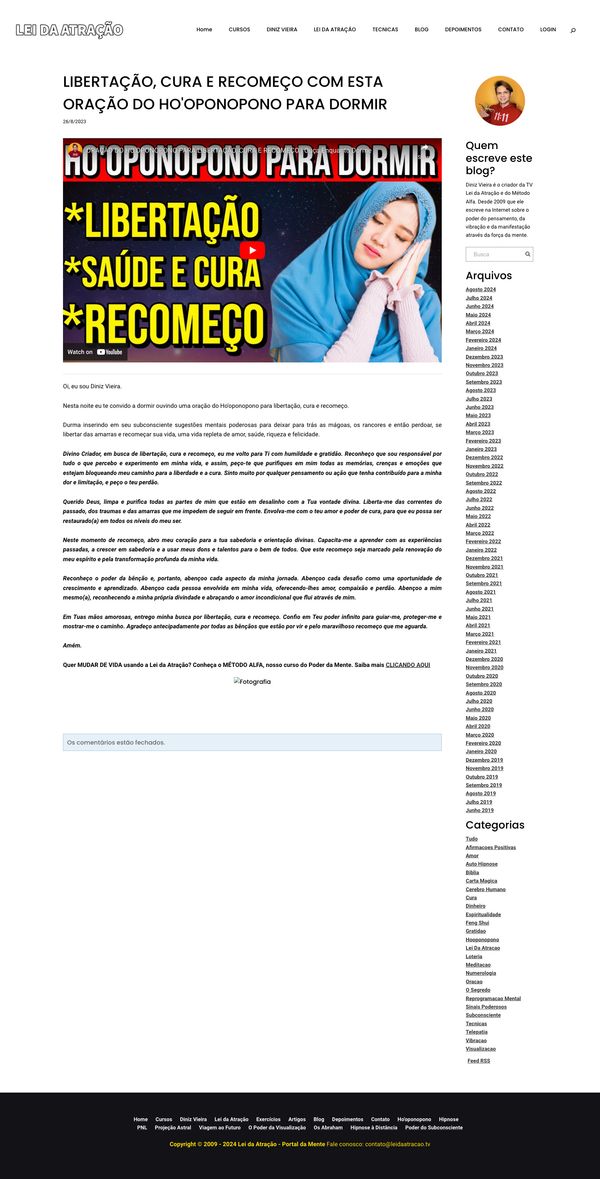 LEI DA ATRAÇÃO
Home CURSOS DINIZ VIEIRA LEI DA ATRAÇÃO TECNICAS BLOG DEPOIMENTOS CONTATO LOGIN
LIBERTAÇÃO, CURA E RECOMEÇO COM ESTA
ORAÇÃO DO HO'OPONOPONO PARA DORMIR
28/8/2023
HO'OPONOPONO PARA DORMIR
*LIBERTAÇÃO
*SAÚDE E CURA
*RECOMEÇO
Watch on YouTube
Oi, eu sou Diniz Vieira.
Nesta noite eu te convido a dormir ouvindo uma oração do Ho'oponopono para libertação, cura e recomeço.
Durma inserindo em seu subconsciente sugestões mentais poderosas para deixar para trás as mágoas, os rancores e então perdoar, se
libertar das amarras e recomeçar sua vida, uma vida repleta de amor, saúde, riqueza e felicidade.
Divino Criador, em busca de libertação, cura e recomeço, eu me volto para Ti com humildade e gratidão. Reconheço que sou responsável por
tudo o que percebo e experimento em minha vida, e assim, peço-te que purifiques em mim todas as memórias, crenças e emoções que
estejam bloqueando meu caminho para a liberdade e a cura. Sinto muito por qualquer pensamento ou ação que tenha contribuído para a minha
dor e limitação, e peço o teu perdão.
Querido Deus, limpa e purifica todas as partes de mim que estão em desalinho com a Tua vontade divina. Liberta-me das correntes do
passado, dos traumas e das amarras que me impedem de seguir em frente. Envolva-me com o teu amor e poder de cura, para que eu possa ser
restaurado(a) em todos os níveis do meu ser.
Neste momento de recomeço, abro meu coração para a tua sabedoria e orientação divinas. Capacita-me a aprender com as experiências
passadas, a crescer em sabedoria e a usar meus dons e talentos para o bem de todos. Que este recomeço seja marcado pela renovação do
meu espírito e pela transformação profunda da minha vida.
Reconheço o poder da bênção e, portanto, abençoo cada aspecto da minha jornada. Abençoo cada desafio como uma oportunidade de
crescimento e aprendizado. Abençoo cada pessoa envolvida em minha vida, oferecendo-lhes amor, compaixão e perdão. Abençoo a mim
mesmo(a), reconhecendo a minha própria divindade e abraçando o amor incondicional que flui através de mim.
Em Tuas mãos amorosas, entrego minha busca por libertação, cura e recomeço. Confio em Teu poder infinito para guiar-me, proteger-me e
mostrar-me o caminho. Agradeço antecipadamente por todas as bênçãos que estão por vir e pelo maravilhoso recomeço que me aguarda.
Amém.
Quer MUDAR DE VIDA usando a Lei da Atração? Conheça o MÉTODO ALFA, nosso curso do Poder da Mente. Saiba mais CLICANDO AQUI
Fotografia
Os comentários estão fechados.
11:11
Quem
escreve este
blog?
Diniz Vieira é o criador da TV
Lei da Atração e do Método
Alfa. Desde 2009 que ele
escreve na Internet sobre o
poder do pensamento, da
vibração e da manifestação
através da força da mente.
Busca
Arquivos
Agosto 2024
Julho 2024
Junho 2024
Maio 2024
Abril 2024
Março 2024
Fevereiro 2024
Janeiro 2024
Dezembro 2023
Novembro 2023
Outubro 2023
Setembro 2023
Agosto 2023
Julho 2023
Junho 2023
Maio 2023
Abril 2023
Março 2023
Fevereiro 2023
Janeiro 2023
Dezembro 2022
Novembro 2022
Outubro 2022
Setembro 2022
Agosto 2022
Julho 2022
Junho 2022
Maio 2022
Abril 2022
Março 2022
Fevereiro 2022
Janeiro 2022
Dezembro 2021
Novembro 2021
Outubro 2021
Setembro 2021
Agosto 2021
Julho 2021
Junho 2021
Maio 2021
Abril 2021
Março 2021
Fevereiro 2021
Janeiro 2021
Dezembro 2020
Novembro 2020
Outubro 2020
Setembro 2020
Agosto 2020
Julho 2020
Junho 2020
Maio 2020
Abril 2020
Março 2020
Fevereiro 2020
Janeiro 2020
Dezembro 2019
Novembro 2019
Outubro 2019
Setembro 2019
Agosto 2019
Julho 2019
Junho 2019
Categorias
Tudo
Afirmacoes Positivas
Amor
Auto Hipnose
Bíblia
Carta Magica
Cerebro Humano
Cura
Dinheiro
Espiritualidade
Feng Shui
Gratidao
Hooponopono
Lei Da Atracao
Loteria
Meditacao
Numerologia
Oracao
O Segredo
Reprogramacao Mental
Sinais Poderosos
Subconsciente
Tecnicas
Telepatia
Vibracao
Visualizacao
Feed RSS
Home Cursos Diniz Vieira Lei da Atração Exercícios Artigos Blog Depoimentos Contato Ho'oponopono Hipnose
PNL Projeção Astral Viagem ao Futuro O Poder da Visualização Os Abraham Hipnose à Distância Poder do Subconsciente
Copyright © 2009 - 2024 Lei da Atração - Portal da Mente Fale conosco: contato@leidaatracao.tv